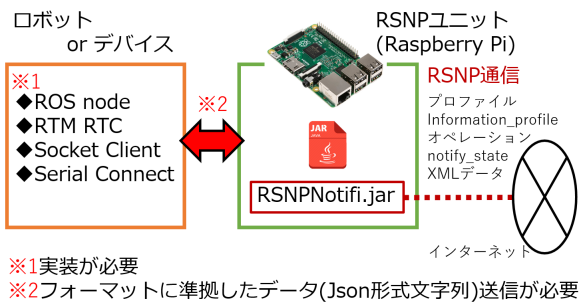 ロボット
or デバイス
※1
◆ROS node
◆RTM RTC
◆Socket Client
◆Serial Connect
※2
RSNPユニット
(Raspberry Pi)
JAR
RSNPNotifi.jar
RSNP通信
プロファイル
Information_profile
オペレーション
notify_state
XMLデータ
インターネット
※1実装が必要
※2フォーマットに準拠したデータ(Json形式文字列)送信が必要